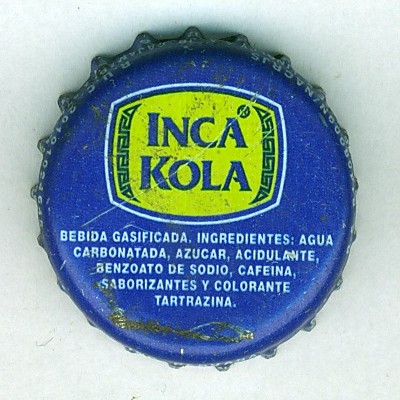 INCA®
KOLA
BEBIDA GASIFICADA. INGREDIENTES: AGUA
CARBONATADA, AZUCAR, ACIDULANTE,
BENZOATO DE SODIO, CAFEINA,
SABORIZANTES Y COLORANTE
TARTRAZINA.